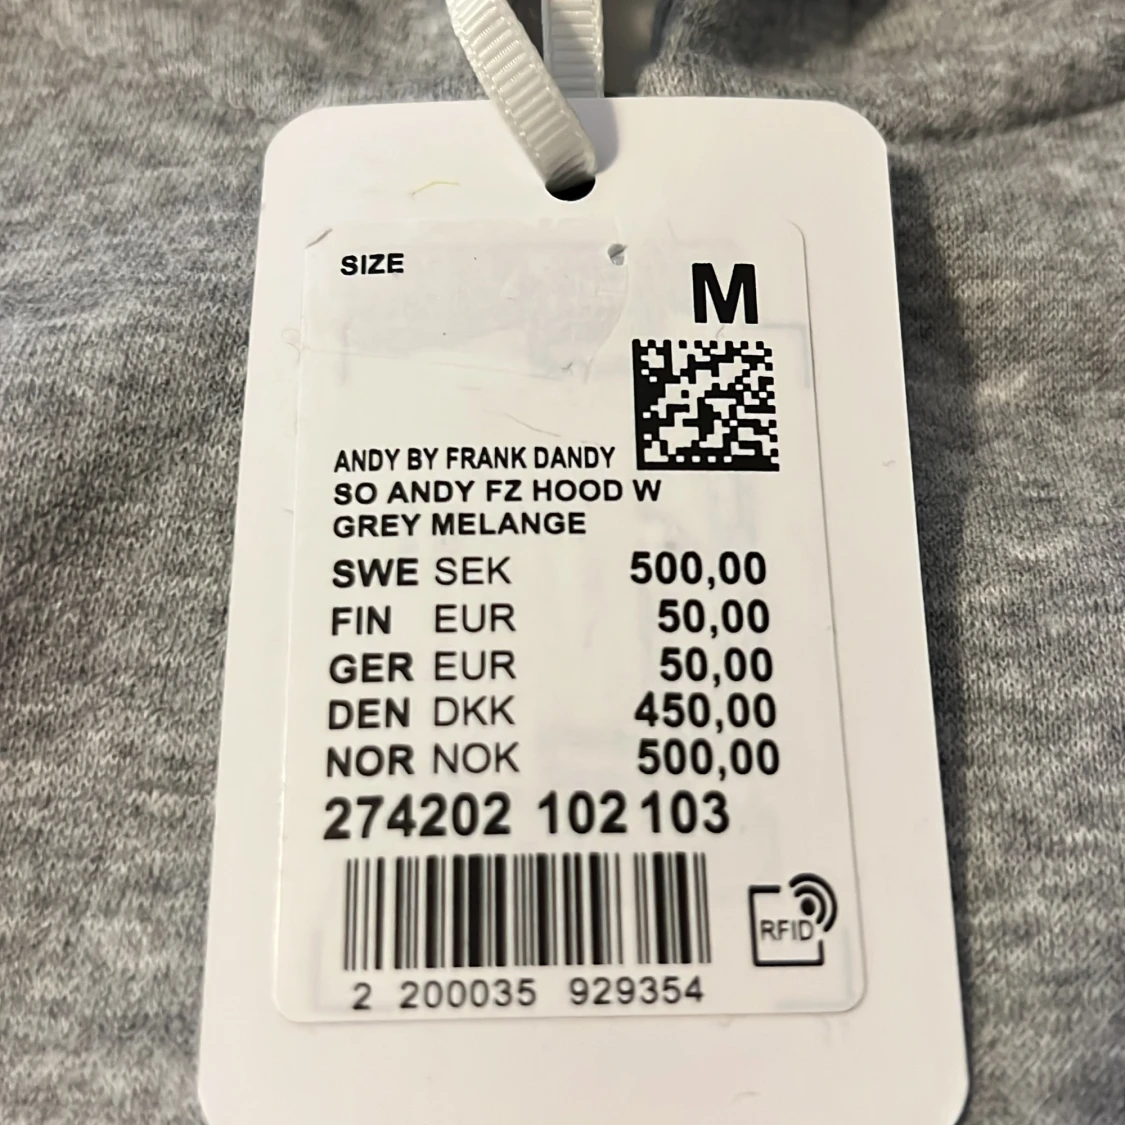 SIZE
M
ANDY BY FRANK DANDY
SO ANDY FZ HOOD W
GREY MELANGE
SWE SEK 500,00
FIN EUR 50,00
GER EUR 50,00
DEN DKK 450,00
NOR NOK 500,00
274202 102 103
RFID
2 200035 929354